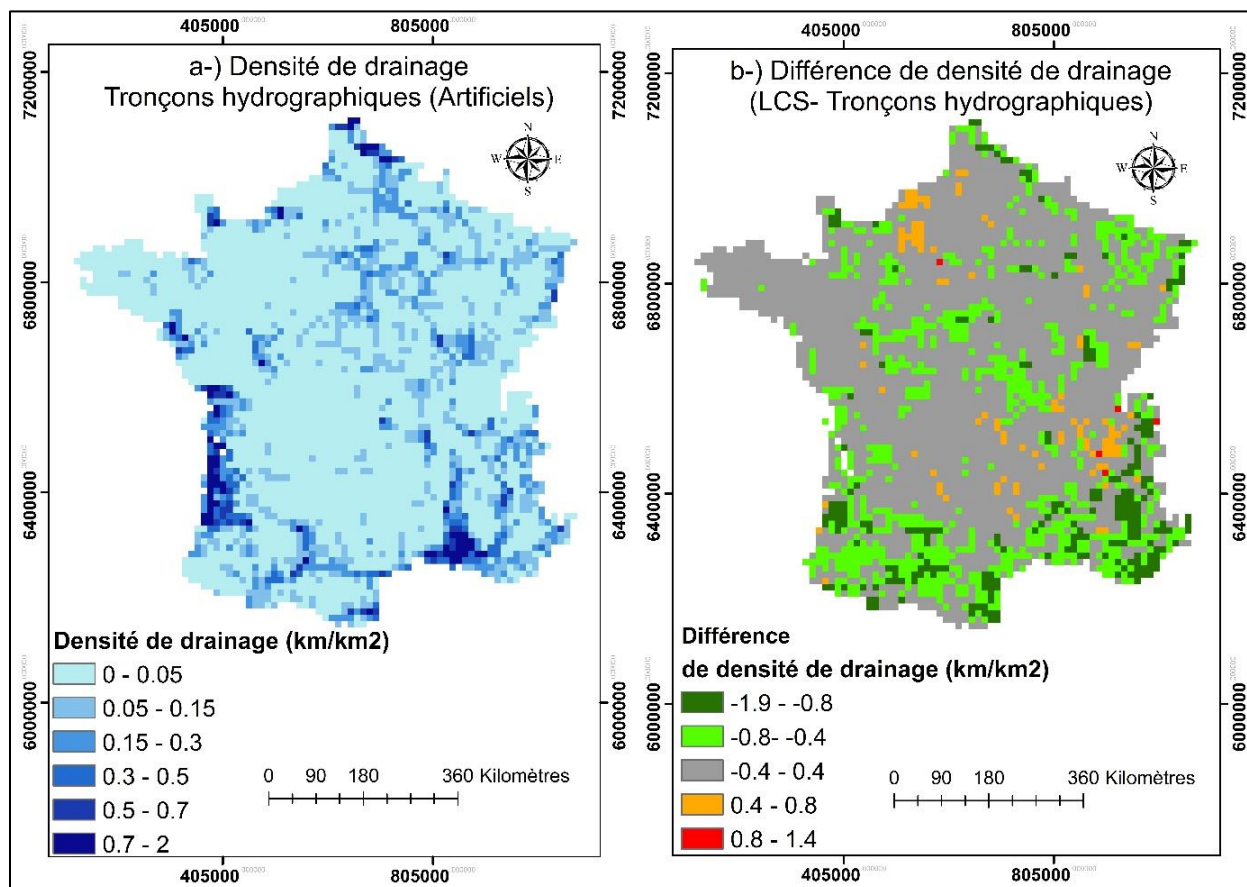 405000 805000
a-) Densité de drainage
Tronçons hydrographiques (Artificiels)
N
W E
S
7200000
6800000
6400000
6000000
Densité de drainage (km/km2)
0 - 0.05
0.05 - 0.15
0.15 - 0.3
0.3 - 0.5
0.5 - 0.7
0.7 - 2
0 90 180 360 Kilomètres
405000 805000
405000 805000
b-) Différence de densité de drainage
(LCS- Tronçons hydrographiques)
N
W E
S
7200000 7200000
6800000 6800000
6400000 6400000
6000000 6000000
Différence
de densité de drainage (km/km2)
-1.9 - -0.8
-0.8- -0.4
-0.4 - 0.4
0.4 - 0.8
0.8 - 1.4
0 90 180 360 Kilomètres
405000 805000